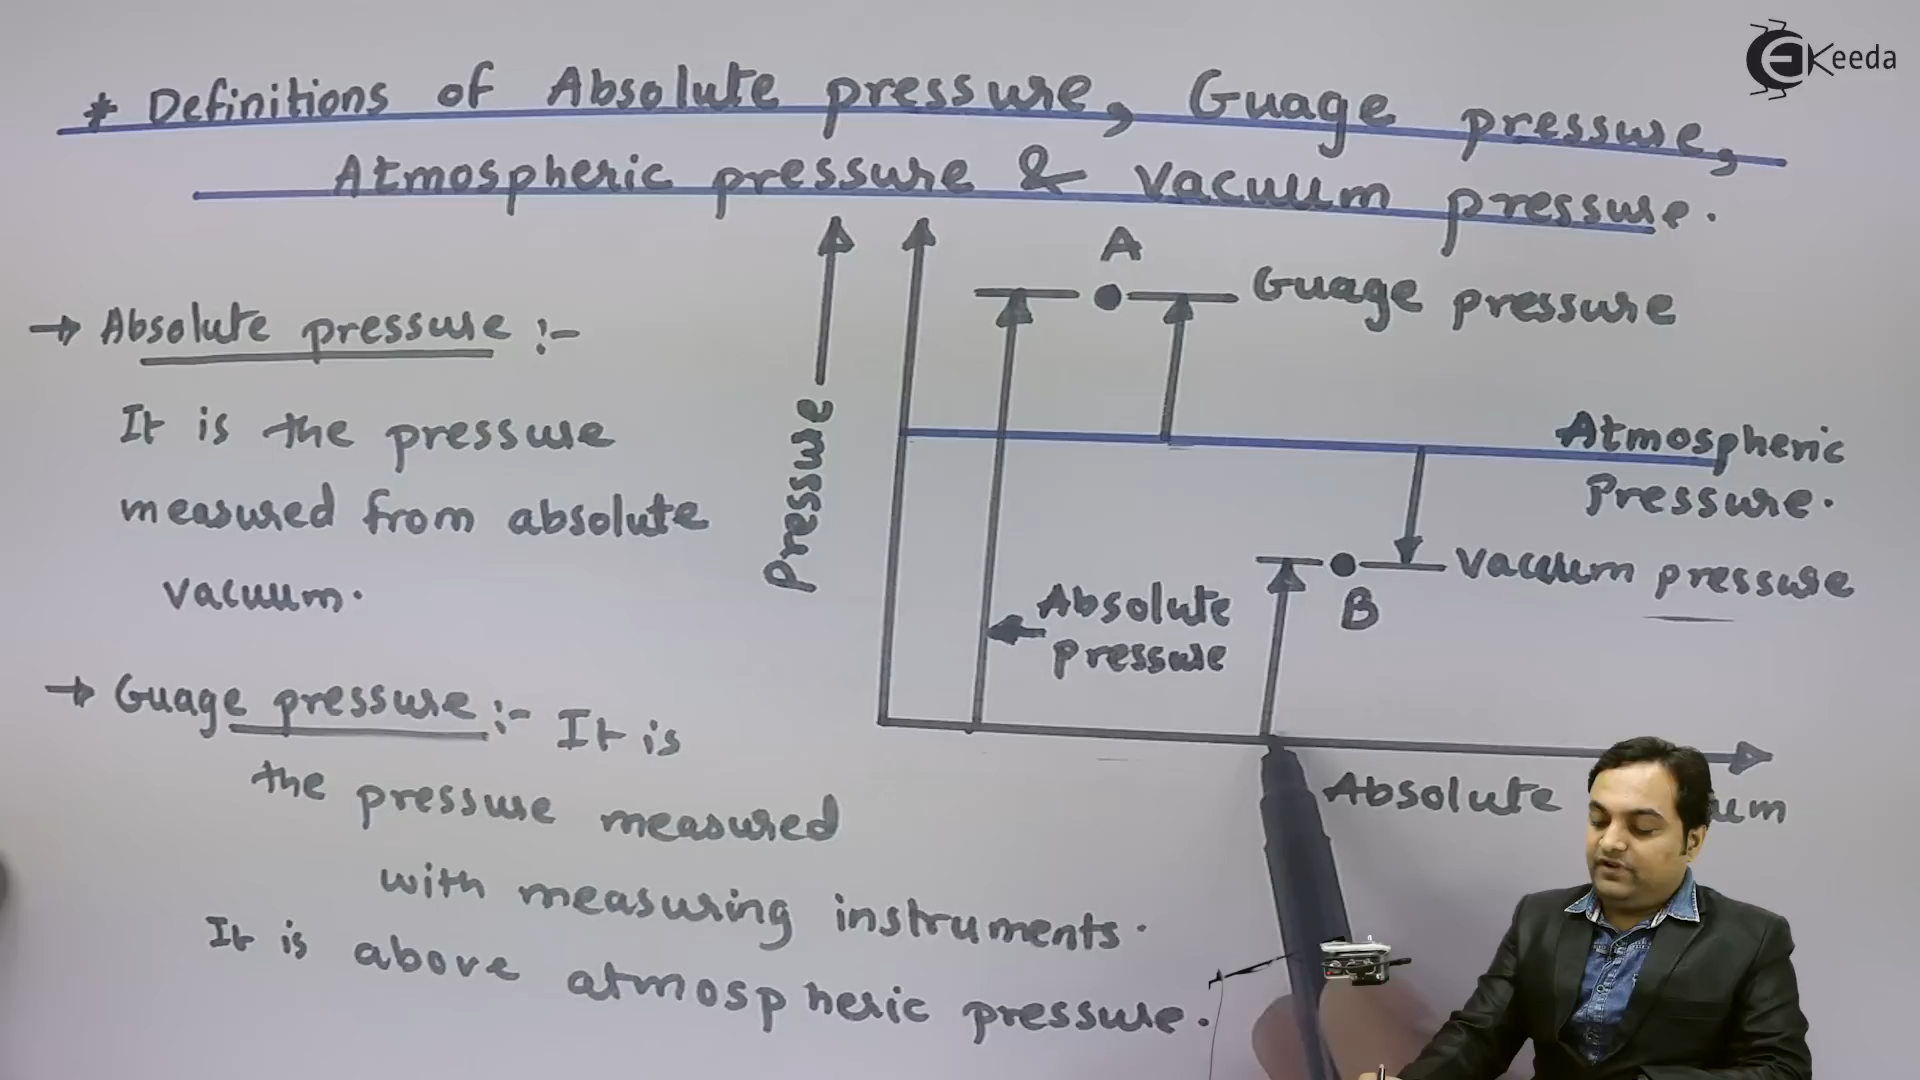 Keeda
* Definitions of Absolute pressure, Guage pressure,
Atmospheric pressure & Vacuum pressure.
→ Absolute pressure :-
It is the pressure
measured from absolute
vacuum.
→ Guage pressure :- It is
the pressure measured
with measuring instruments.
It is above atmospheric pressure.
Pressure
A
Guage pressure
Atmospheric
Pressure.
Vacuum pressure
B
Absolute
pressure
Absolute